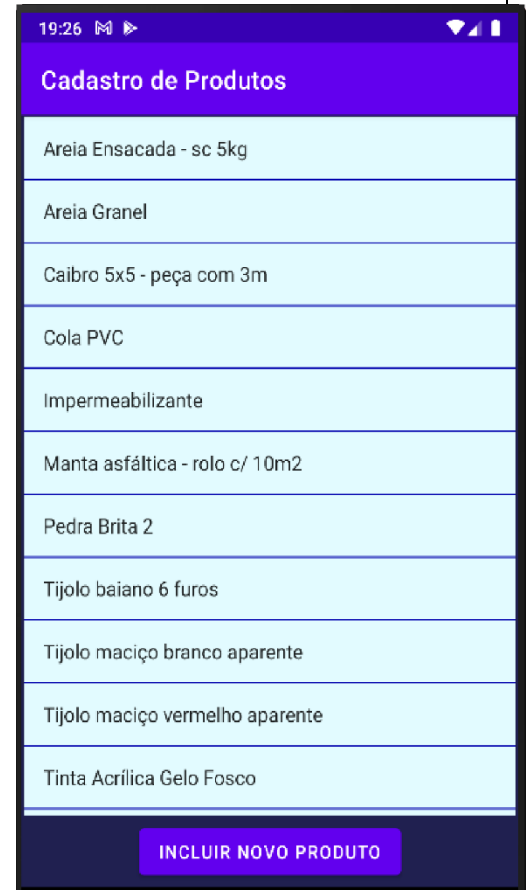 19:26
Cadastro de Produtos
Areia Ensacada - sc 5kg
Areia Granel
Caibro 5x5 - peça com 3m
Cola PVC
Impermeabilizante
Manta asfáltica - rolo c/ 10m2
Pedra Brita 2
Tijolo baiano 6 furos
Tijolo maciço branco aparente
Tijolo maciço vermelho aparente
Tinta Acrílica Gelo Fosco
INCLUIR NOVO PRODUTO